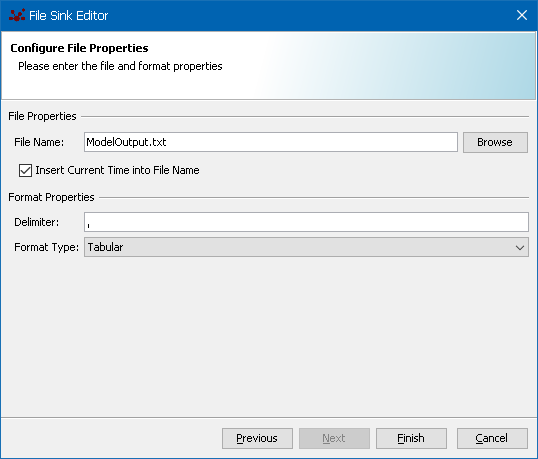 File Sink Editor
Configure File Properties
Please enter the file and format properties
File Properties
File Name: ModelOutput.txt Browse
Insert Current Time into File Name
Format Properties
Delimiter: ,
Format Type: Tabular
Previous Next Finish Cancel